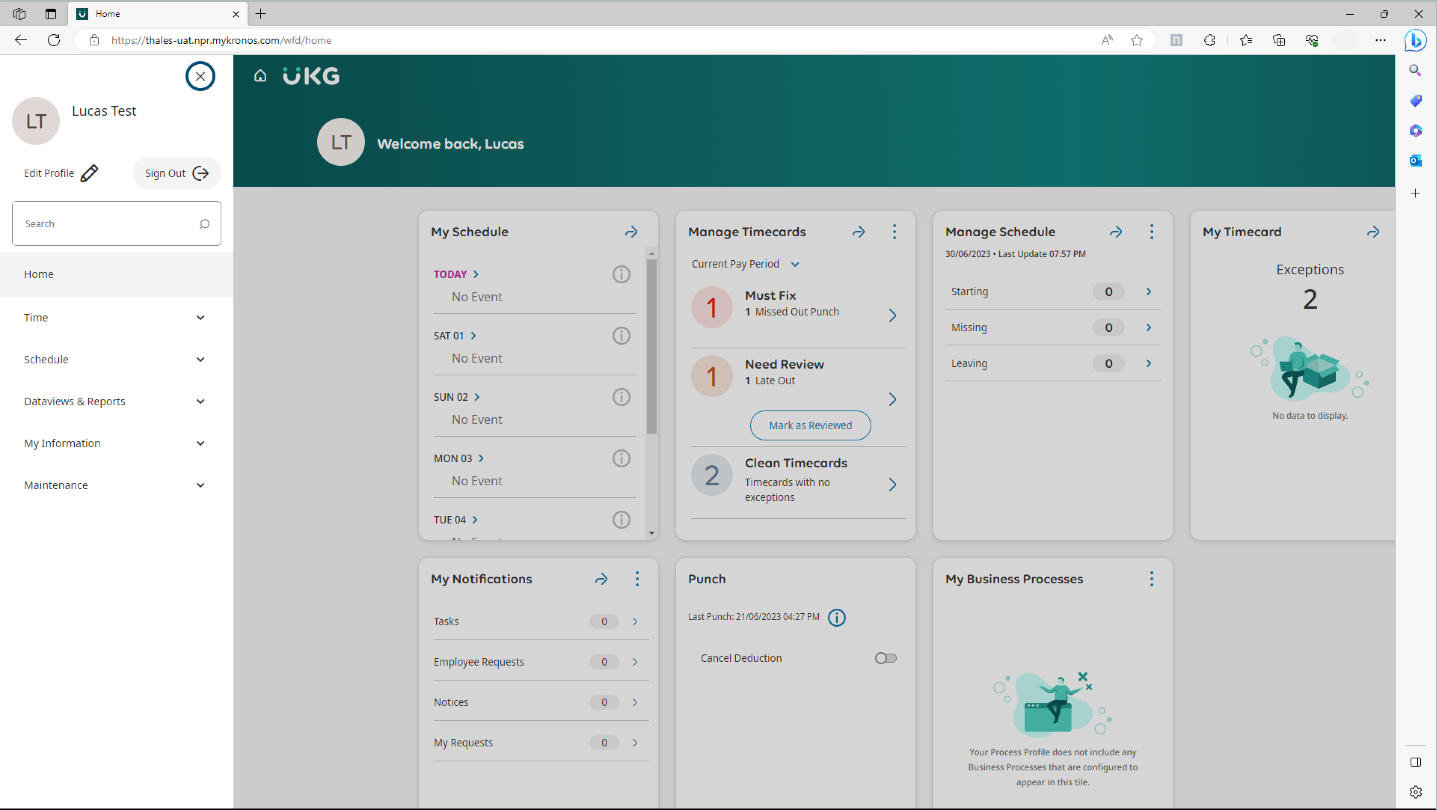 Home
https://thales-uat.npr.mykronos.com/wfd/home
LT
Lucas Test
Edit Profile
Sign Out
Search
Home
Time
Schedule
Dataviews & Reports
My Information
Maintenance
UKG
LT
Welcome back, Lucas
My Schedule
TODAY
No Event
SAT 01
No Event
SUN 02
No Event
MON 03
No Event
TUE 04
Manage Timecards
Current Pay Period
1
Must Fix
1 Missed Out Punch
1
Need Review
1 Late Out
Mark as Reviewed
2
Clean Timecards
Timecards with no
exceptions
Manage Schedule
30/06/2023 • Last Update 07:57 PM
Starting 0
Missing 0
Leaving 0
My Timecard
Exceptions
2
No data to display.
My Notifications
Tasks 0
Employee Requests 0
Notices 0
My Requests 0
Punch
Last Punch: 21/06/2023 04:27 PM
Cancel Deduction
My Business Processes
Your Process Profile does not include any
Business Processes that are configured to
appear in this tile.